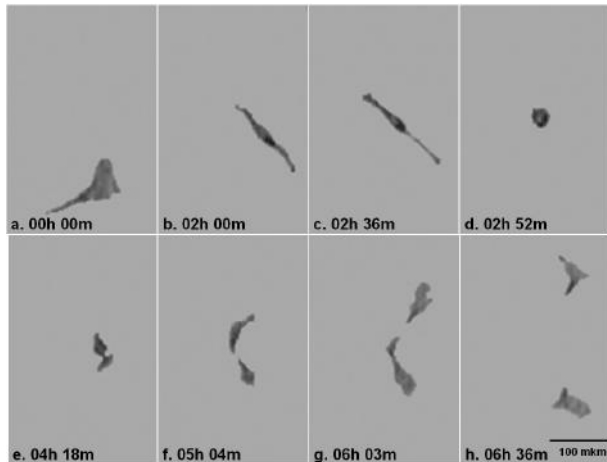 a. 00h 00m
b. 02h 00m
c. 02h 36m
d. 02h 52m
e. 04h 18m
f. 05h 04m
g. 06h 03m
h. 06h 36m
100 mkm